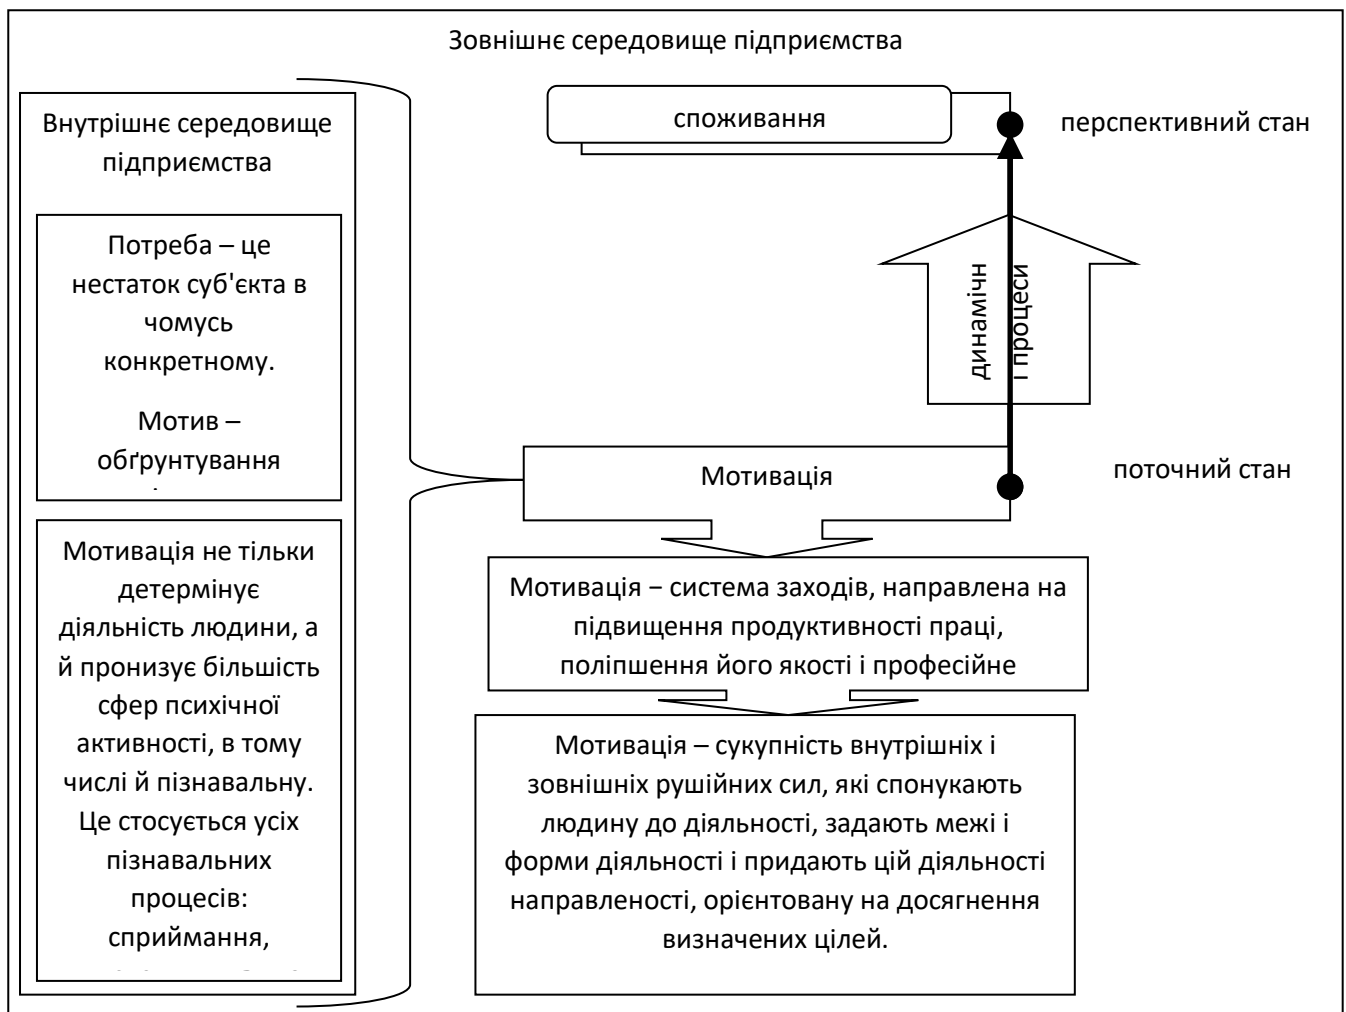 Зовнішнє середовище підприємства
Внутрішнє середовище
підприємства
Потреба – це
нестаток суб'єкта в
чомусь
конкретному.
Мотив –
обґрунтування
Мотивація не тільки
детермінує
діяльність людини, а
й пронизує більшість
сфер психічної
активності, в тому
числі й пізнавальну.
Це стосується усіх
пізнавальних
процесів:
сприймання,
споживання
перспективний стан
динамічн
і процеси
Мотивація
поточний стан
Мотивація – система заходів, направлена на
підвищення продуктивності праці,
поліпшення його якості і професійне
Мотивація – сукупність внутрішніх і
зовнішніх рушійних сил, які спонукають
людину до діяльності, задають межі і
форми діяльності і придають цій діяльності
направленості, орієнтовану на досягнення
визначених цілей.